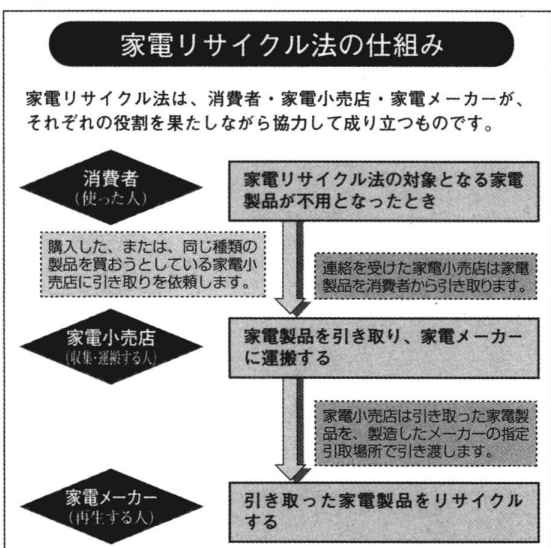 家電リサイクル法の仕組み
家電リサイクル法は、消費者・家電小売店・家電メーカーが、
それぞれの役割を果たしながら協力して成り立つものです。
消費者
(使った人)
家電リサイクル法の対象となる家電
製品が不用となったとき
購入した、または、同じ種類の
製品を買おうとしている家電小
売店に引き取りを依頼します。
連絡を受けた家電小売店は家電
製品を消費者から引き取ります。
家電小売店
(収集・運搬する人)
家電製品を引き取り、家電メーカー
に運搬する
家電小売店は引き取った家電製
品を、製造したメーカーの指定
引取場所で引き渡します。
家電メーカー
(再生する人)
引き取った家電製品をリサイクル
する